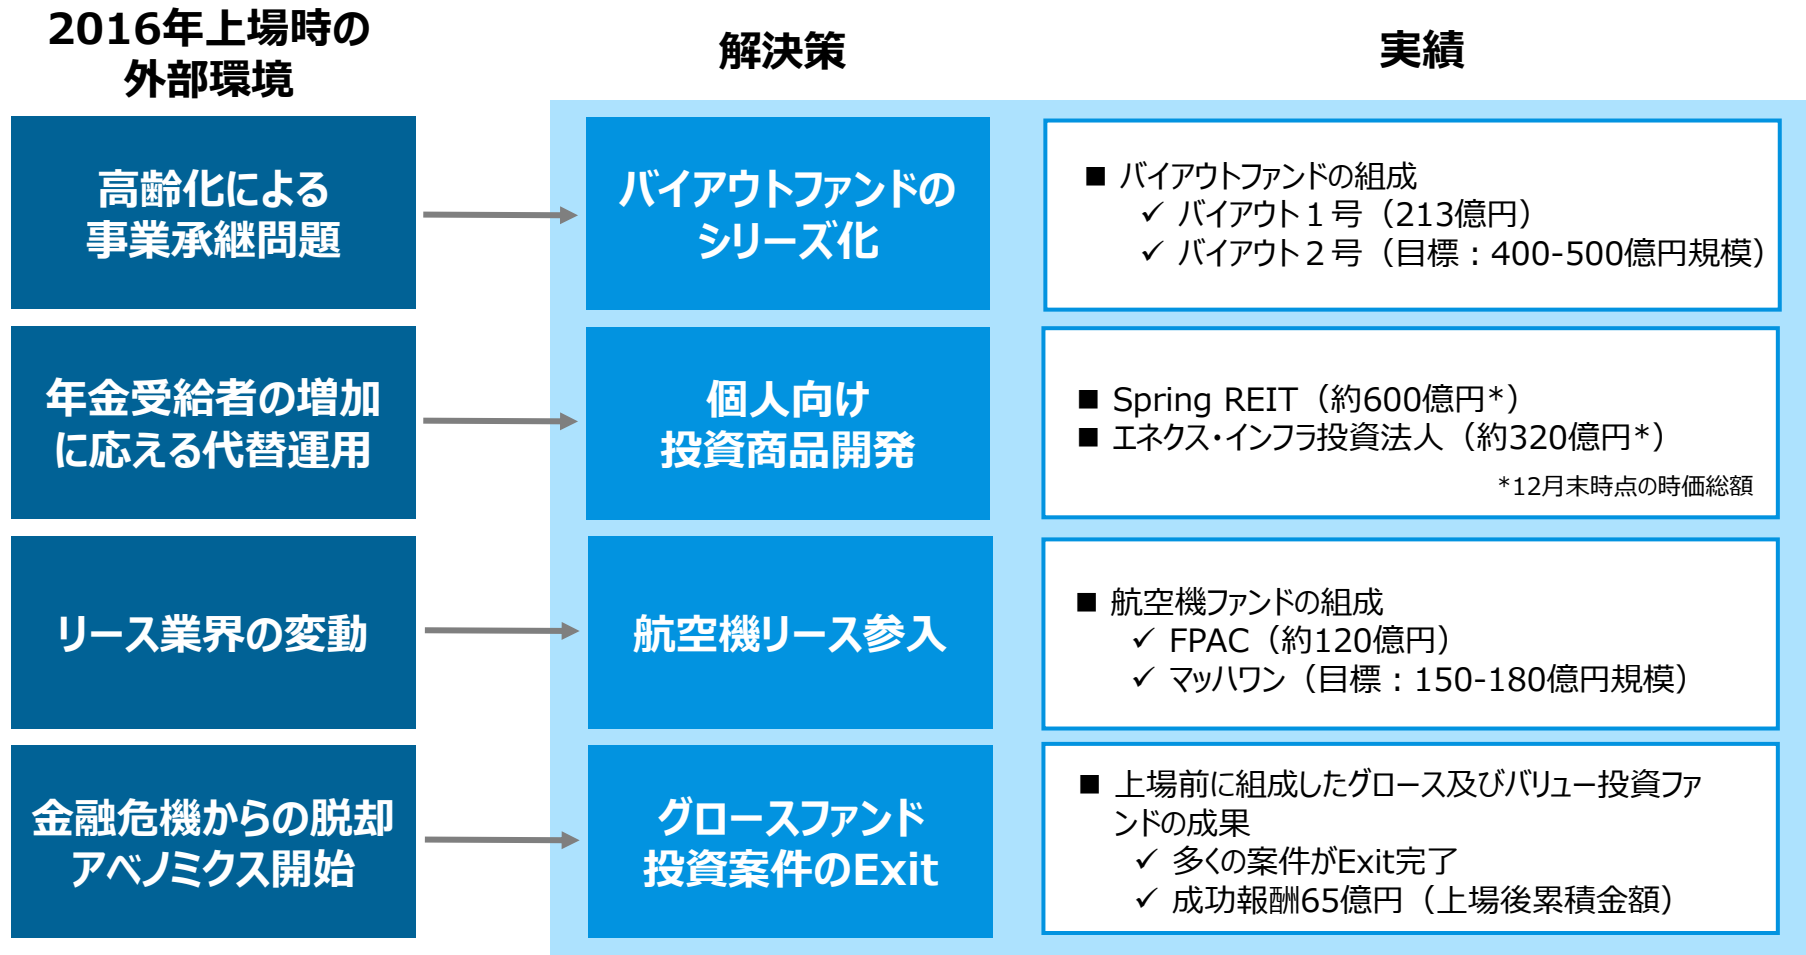 2016年上場時の
外部環境
解決策
実績
高齢化による
事業承継問題
バイアウトファンドの
シリーズ化
■ バイアウトファンドの組成
✓ バイアウト１号（213億円）
✓ バイアウト２号（目標：400-500億円規模）
年金受給者の増加
に応える代替運用
個人向け
投資商品開発
■ Spring REIT（約600億円*）
■ エネクス・インフラ投資法人（約320億円*）
*12月末時点の時価総額
リース業界の変動
航空機リース参入
■ 航空機ファンドの組成
✓ FPAC（約120億円）
✓ マッハワン（目標：150-180億円規模）
金融危機からの脱却
アベノミクス開始
グロースファンド
投資案件のExit
■ 上場前に組成したグロース及びバリュー投資ファ
ンドの成果
✓ 多くの案件がExit完了
✓ 成功報酬65億円（上場後累積金額）